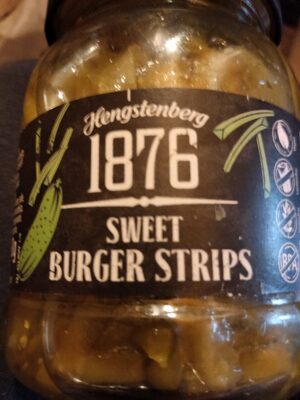 Hengstenberg
1876
SWEET
BURGER STRIPS